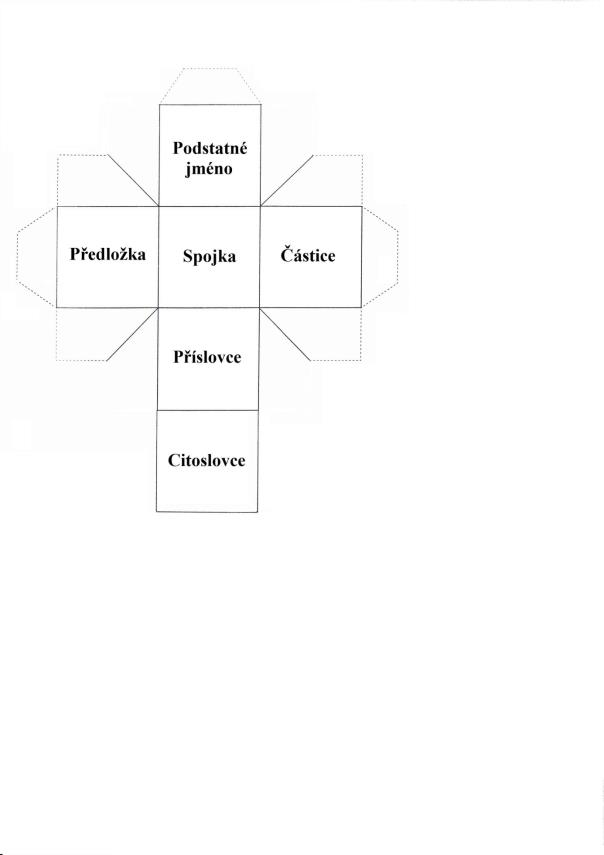 Podstatné
jméno
Předložka
Spojka
Částice
Příslovce
Citoslovce